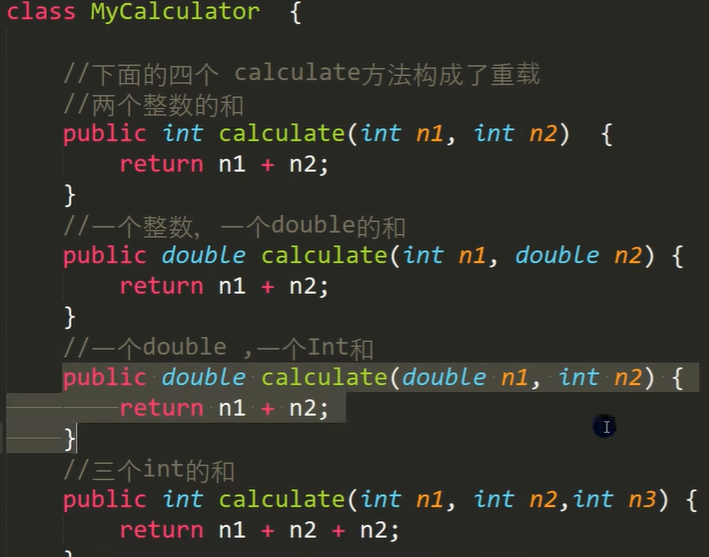 class MyCalculator  {
//下面的四个 calculate方法构成了重载
//两个整数的和
public int calculate(int n1, int n2)  {
return n1 + n2;
}
//一个整数，一个double的和
public double calculate(int n1, double n2) {
return n1 + n2;
}
//一个double ,一个Int和
public double calculate(double n1, int n2) {
return n1 + n2;
}
//三个int的和
public int calculate(int n1, int n2,int n3) {
return n1 + n2 + n2;
}